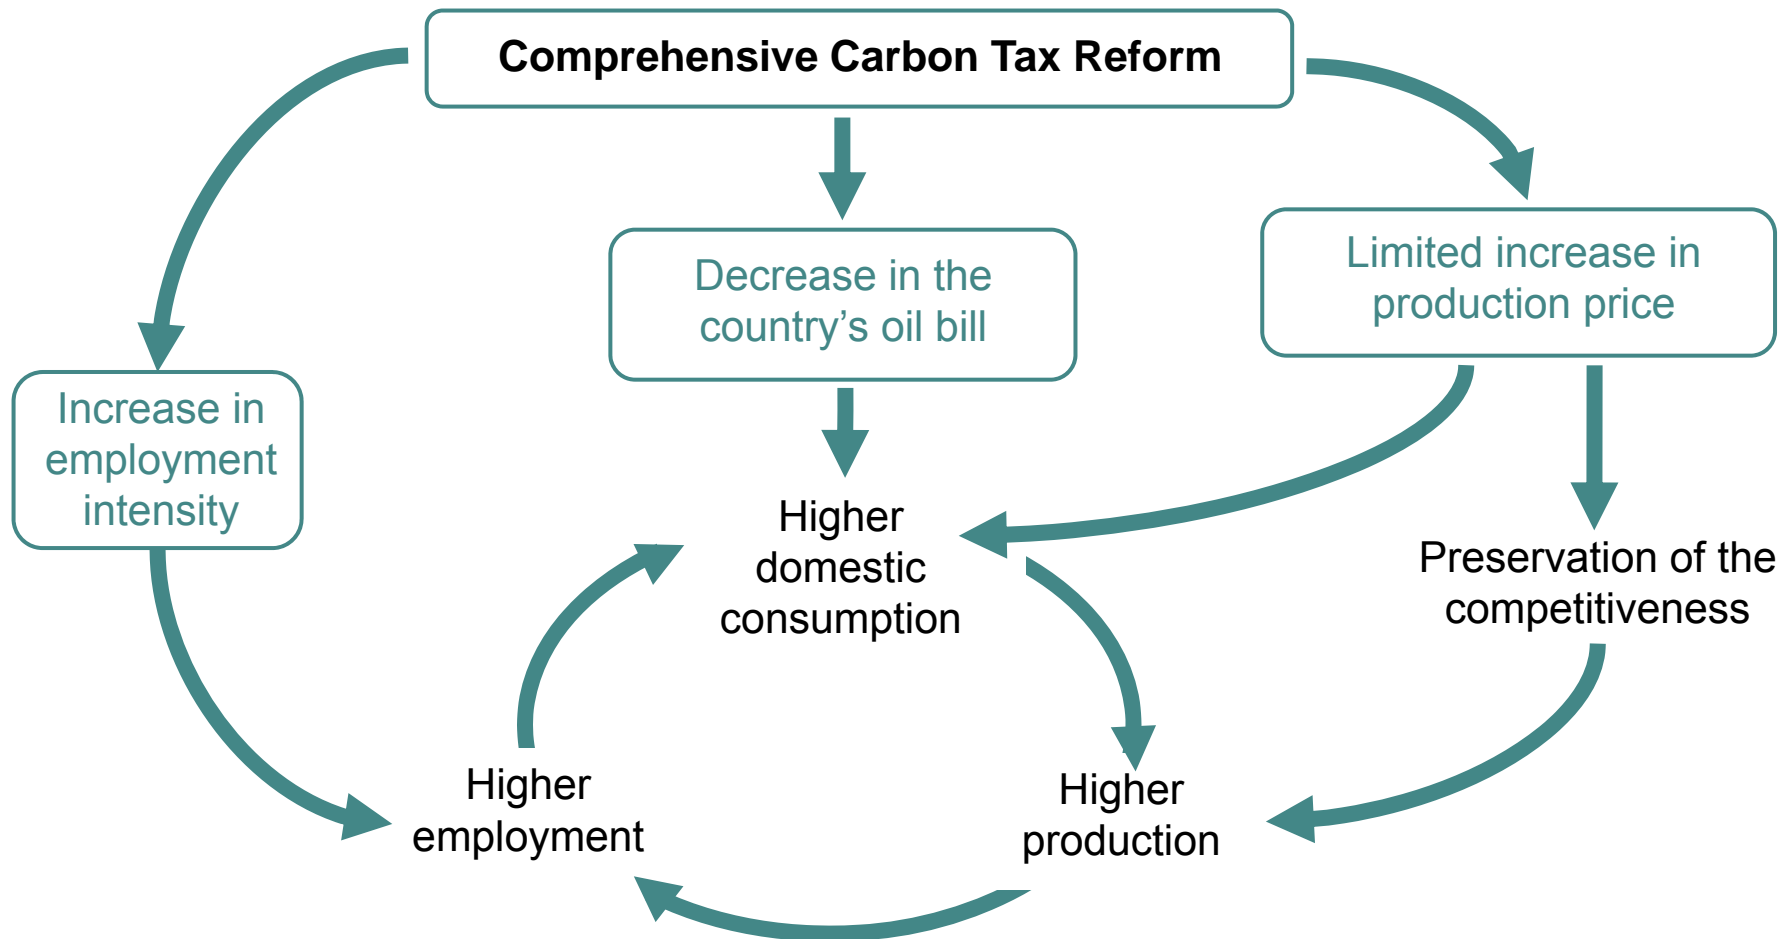 Comprehensive Carbon Tax Reform
Decrease in the
country’s oil bill
Limited increase in
production price
Increase in
employment
intensity
Higher
domestic
consumption
Preservation of the
competitiveness
Higher
employment
Higher
production